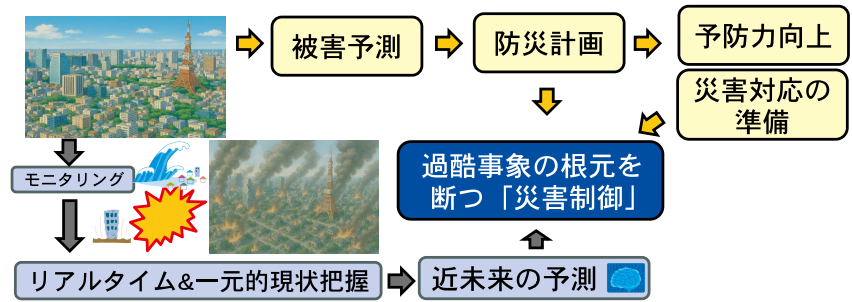 被害予測
防災計画
予防力向上
災害対応の
準備
モニタリング
過酷事象の根元を
断つ「災害制御」
リアルタイム&一元的現状把握
近未来の予測